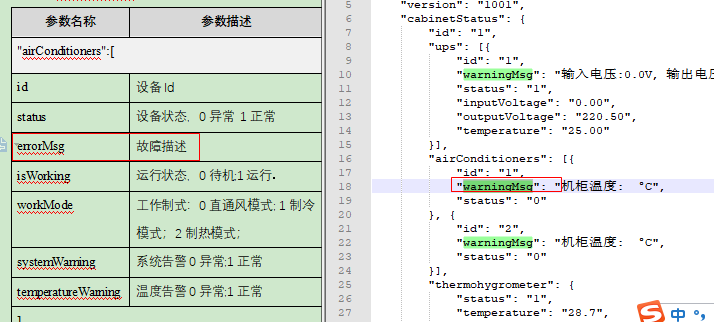 参数名称 参数描述
"airConditioners":[
id 设备 Id
status 设备状态，0 异常 1 正常
errorMsg 故障描述
isWorking 运行状态，0 待机;1 运行.
workMode 工作制式：0 直通风模式; 1 制冷
模式；2 制热模式；
systemWarning 系统告警 0 异常;1 正常
temperatureWarning 温度告警 0 异常;1 正常
]
5 "version": "1001",
6 "cabinetStatus": {
7 "id": "1",
8 "ups": [{
9 "id": "1",
10 "warningMsg": "输入电压:0.0V, 输出电压
11 "status": "1",
12 "inputVoltage": "0.00",
13 "outputVoltage": "220.50",
14 "temperature": "25.00"
15 }],
16 "airConditioners": [{
17 "id": "1",
18 "warningMsg": "机柜温度: °C",
19 "status": "0"
20 }, {
21 "id": "2",
22 "warningMsg": "机柜温度: °C",
23 "status": "0"
24 }],
25 "thermohygrometer": {
26 "status": "1",
27 "temperature": "28.7",
S 中 °,